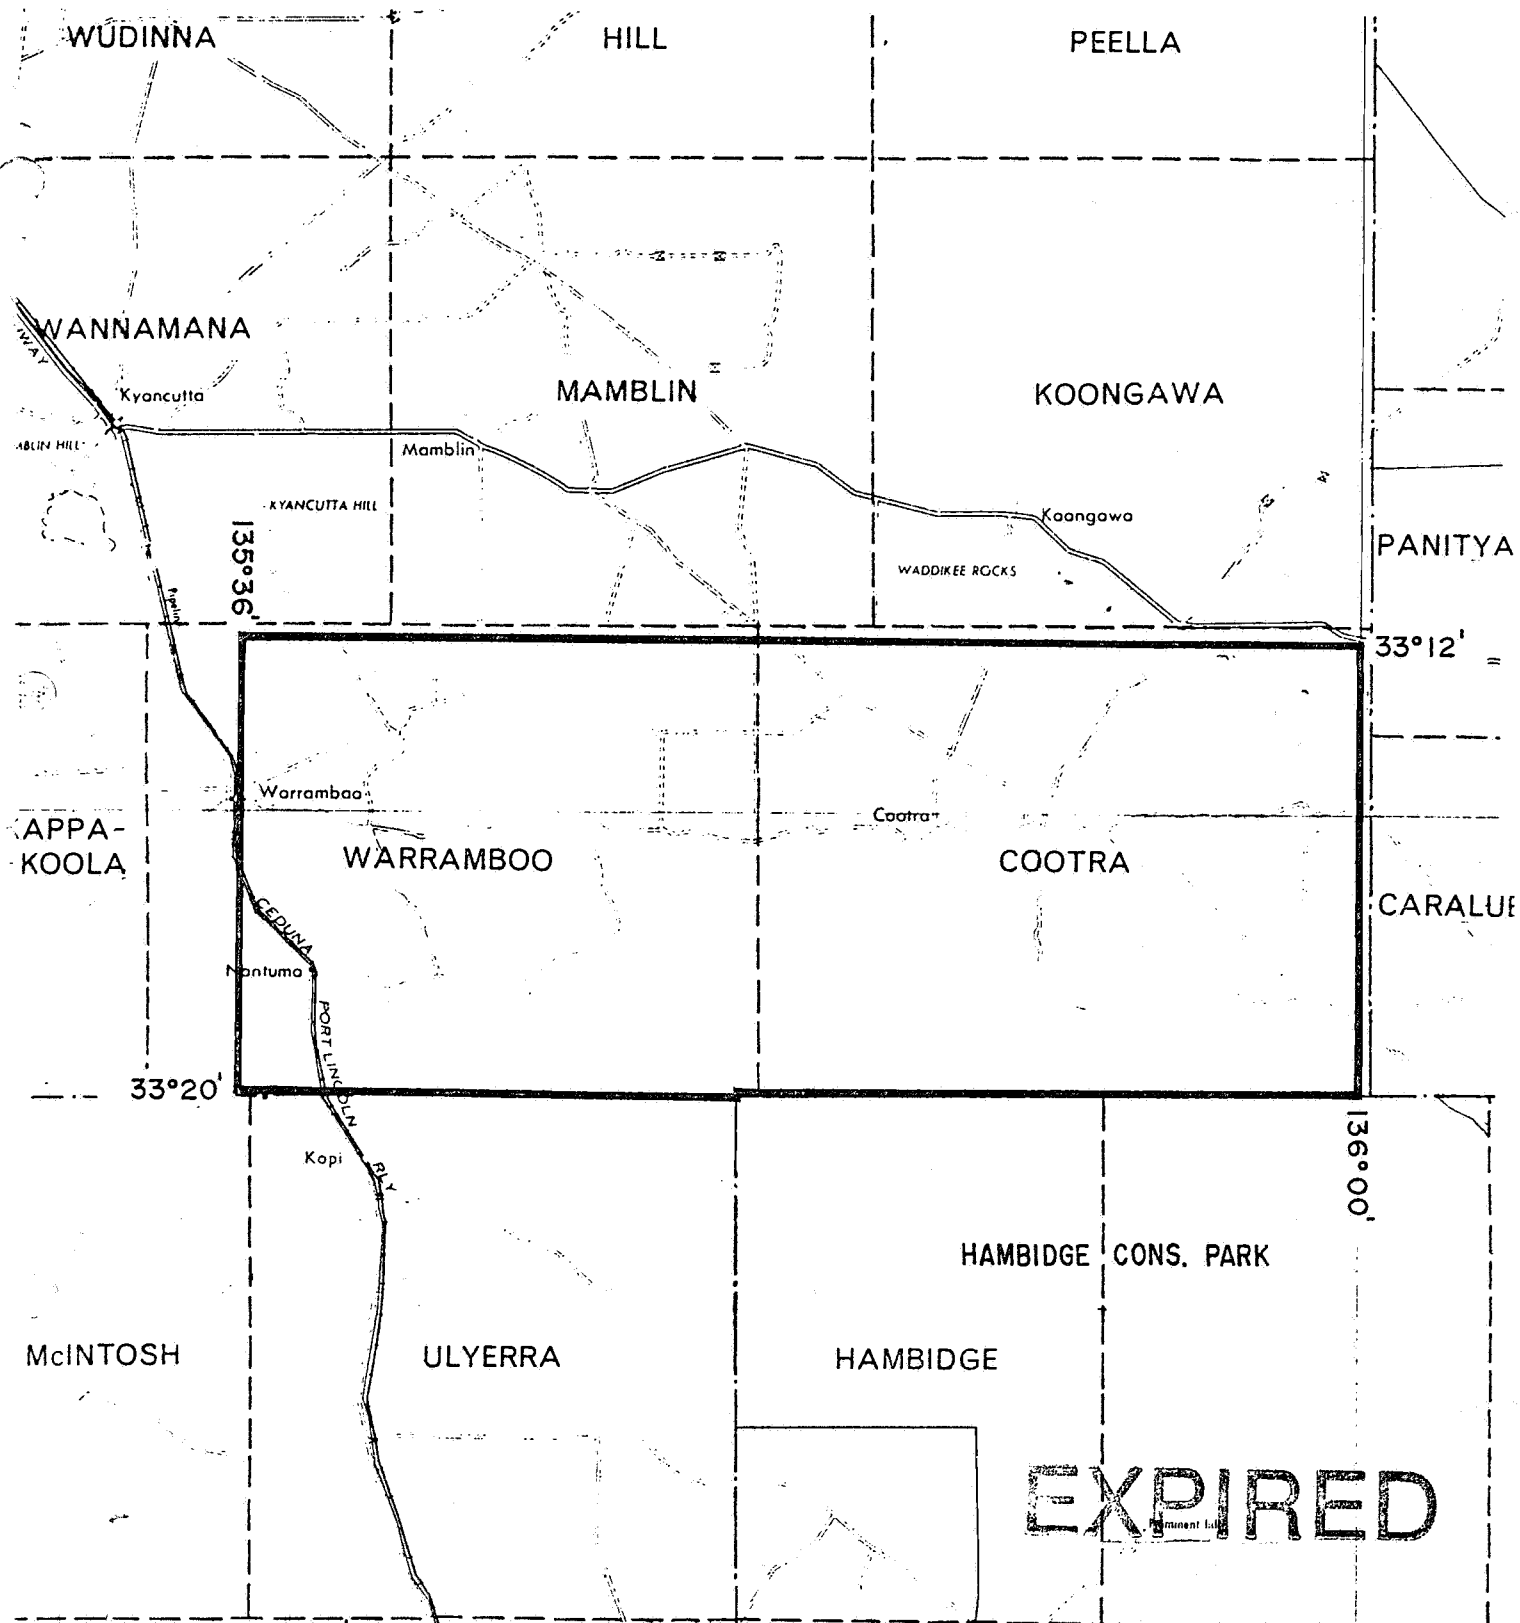 WUDINNA
HILL
PEELLA
WANNAMANA
Kyancutta
MAMBLIN
KOONGAWA
Mamblin
KYANCUTTA HILL
Koongawa
WADDIKEE ROCKS
PANITYA
135°36'
33°12'
Warramboo
Cootra
WARRAMBOO
COOTRA
APPA-
KOOLA
CARALUE
CEDUNA
Nantuma
PORT LINCOLN
RLY
33°20'
136°00'
Kopi
HAMBIDGE CONS. PARK
McINTOSH
ULYERRA
HAMBIDGE
EXPIRED